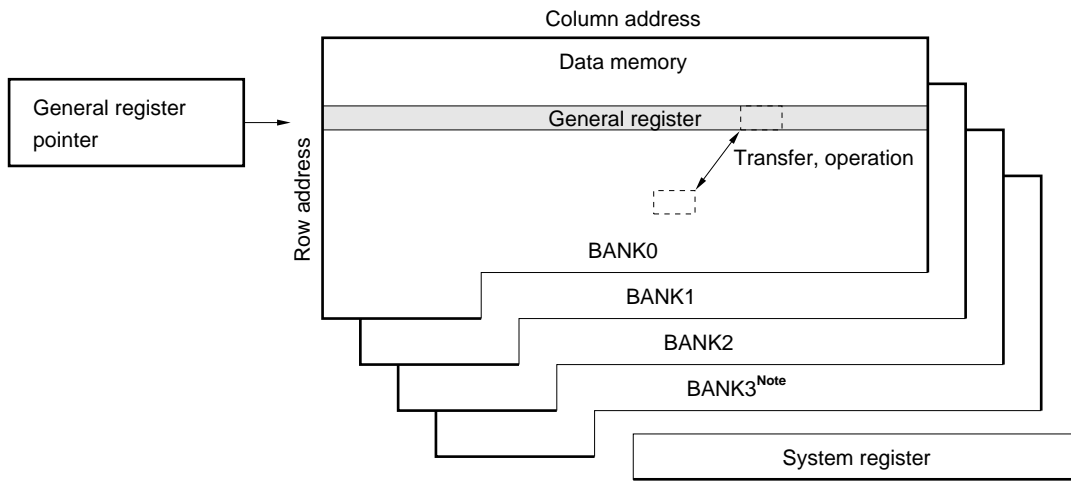 Column address
Data memory
General register
pointer
General register
Transfer, operation
Row address
BANK0
BANK1
BANK2
BANK3Note
System register